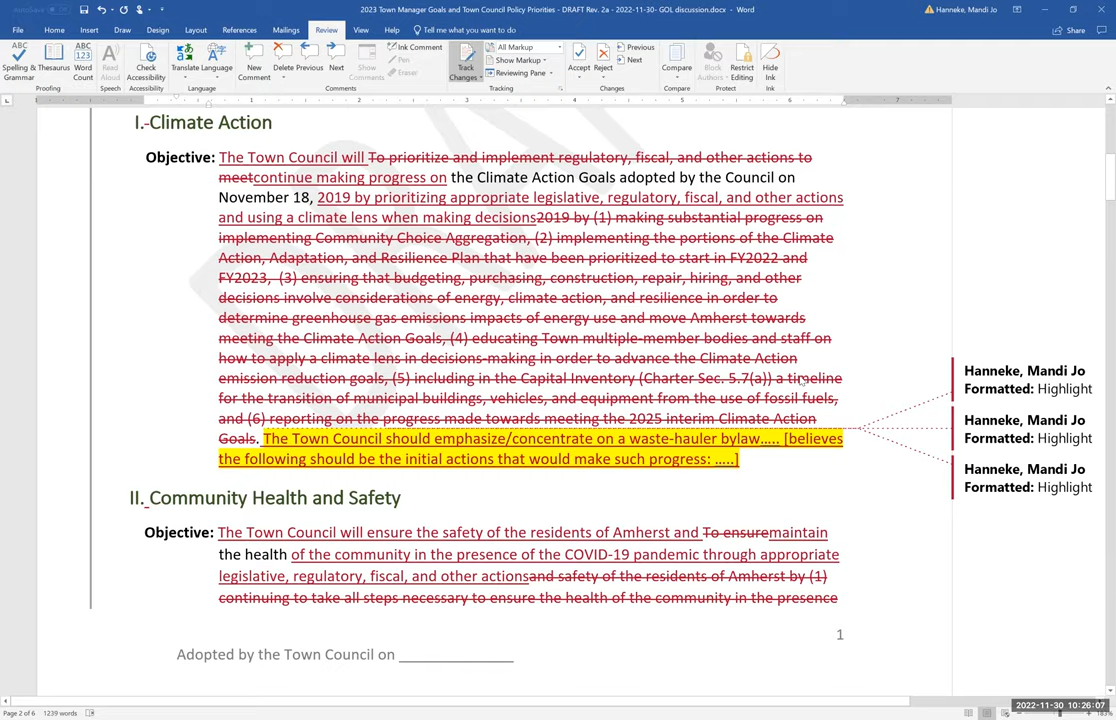 AutoSave Off
2023 Town Manager Goals and Town Council Policy Priorities - DRAFT Rev. 2a - 2022-11-30- GOL discussion.docx - Word
Hanneke, Mandi Jo
File Home Insert Draw Design Layout References Mailings Review View Help Tell me what you want to do
Share
Spelling & Grammar Thesaurus Word Count
Read Aloud
Check Accessibility
Translate Language
New Comment Delete Previous Next Show Comments
Ink Comment
Pen
Eraser
Track Changes
All Markup
Show Markup
Reviewing Pane
Accept Reject
Previous
Next
Compare
Block Authors Restrict Editing
Hide Ink
Proofing Speech Accessibility Language Comments Tracking Changes Compare Protect Ink
1 1 2 3 4 5 6 7
DRAFT
I. Climate Action
Objective: The Town Council will To prioritize and implement regulatory, fiscal, and other actions to
meetcontinue making progress on the Climate Action Goals adopted by the Council on
November 18, 2019 by prioritizing appropriate legislative, regulatory, fiscal, and other actions
and using a climate lens when making decisions2019 by (1) making substantial progress on
implementing Community Choice Aggregation, (2) implementing the portions of the Climate
Action, Adaptation, and Resilience Plan that have been prioritized to start in FY2022 and
FY2023, (3) ensuring that budgeting, purchasing, construction, repair, hiring, and other
decisions involve considerations of energy, climate action, and resilience in order to
determine greenhouse gas emissions impacts of energy use and move Amherst towards
meeting the Climate Action Goals, (4) educating Town multiple-member bodies and staff on
how to apply a climate lens in decisions-making in order to advance the Climate Action
emission reduction goals, (5) including in the Capital Inventory (Charter Sec. 5.7(a)) a timeline
for the transition of municipal buildings, vehicles, and equipment from the use of fossil fuels,
and (6) reporting on the progress made towards meeting the 2025 interim Climate Action
Goals. The Town Council should emphasize/concentrate on a waste-hauler bylaw….. [believes
the following should be the initial actions that would make such progress: …..]
Hanneke, Mandi Jo
Formatted: Highlight
Hanneke, Mandi Jo
Formatted: Highlight
Hanneke, Mandi Jo
Formatted: Highlight
II. Community Health and Safety
Objective: The Town Council will ensure the safety of the residents of Amherst and To ensuremaintain
the health of the community in the presence of the COVID-19 pandemic through appropriate
legislative, regulatory, fiscal, and other actionsand safety of the residents of Amherst by (1)
continuing to take all steps necessary to ensure the health of the community in the presence
1
Adopted by the Town Council on ______________
2022-11-30 10:26:07
Page 2 of 6 1239 words